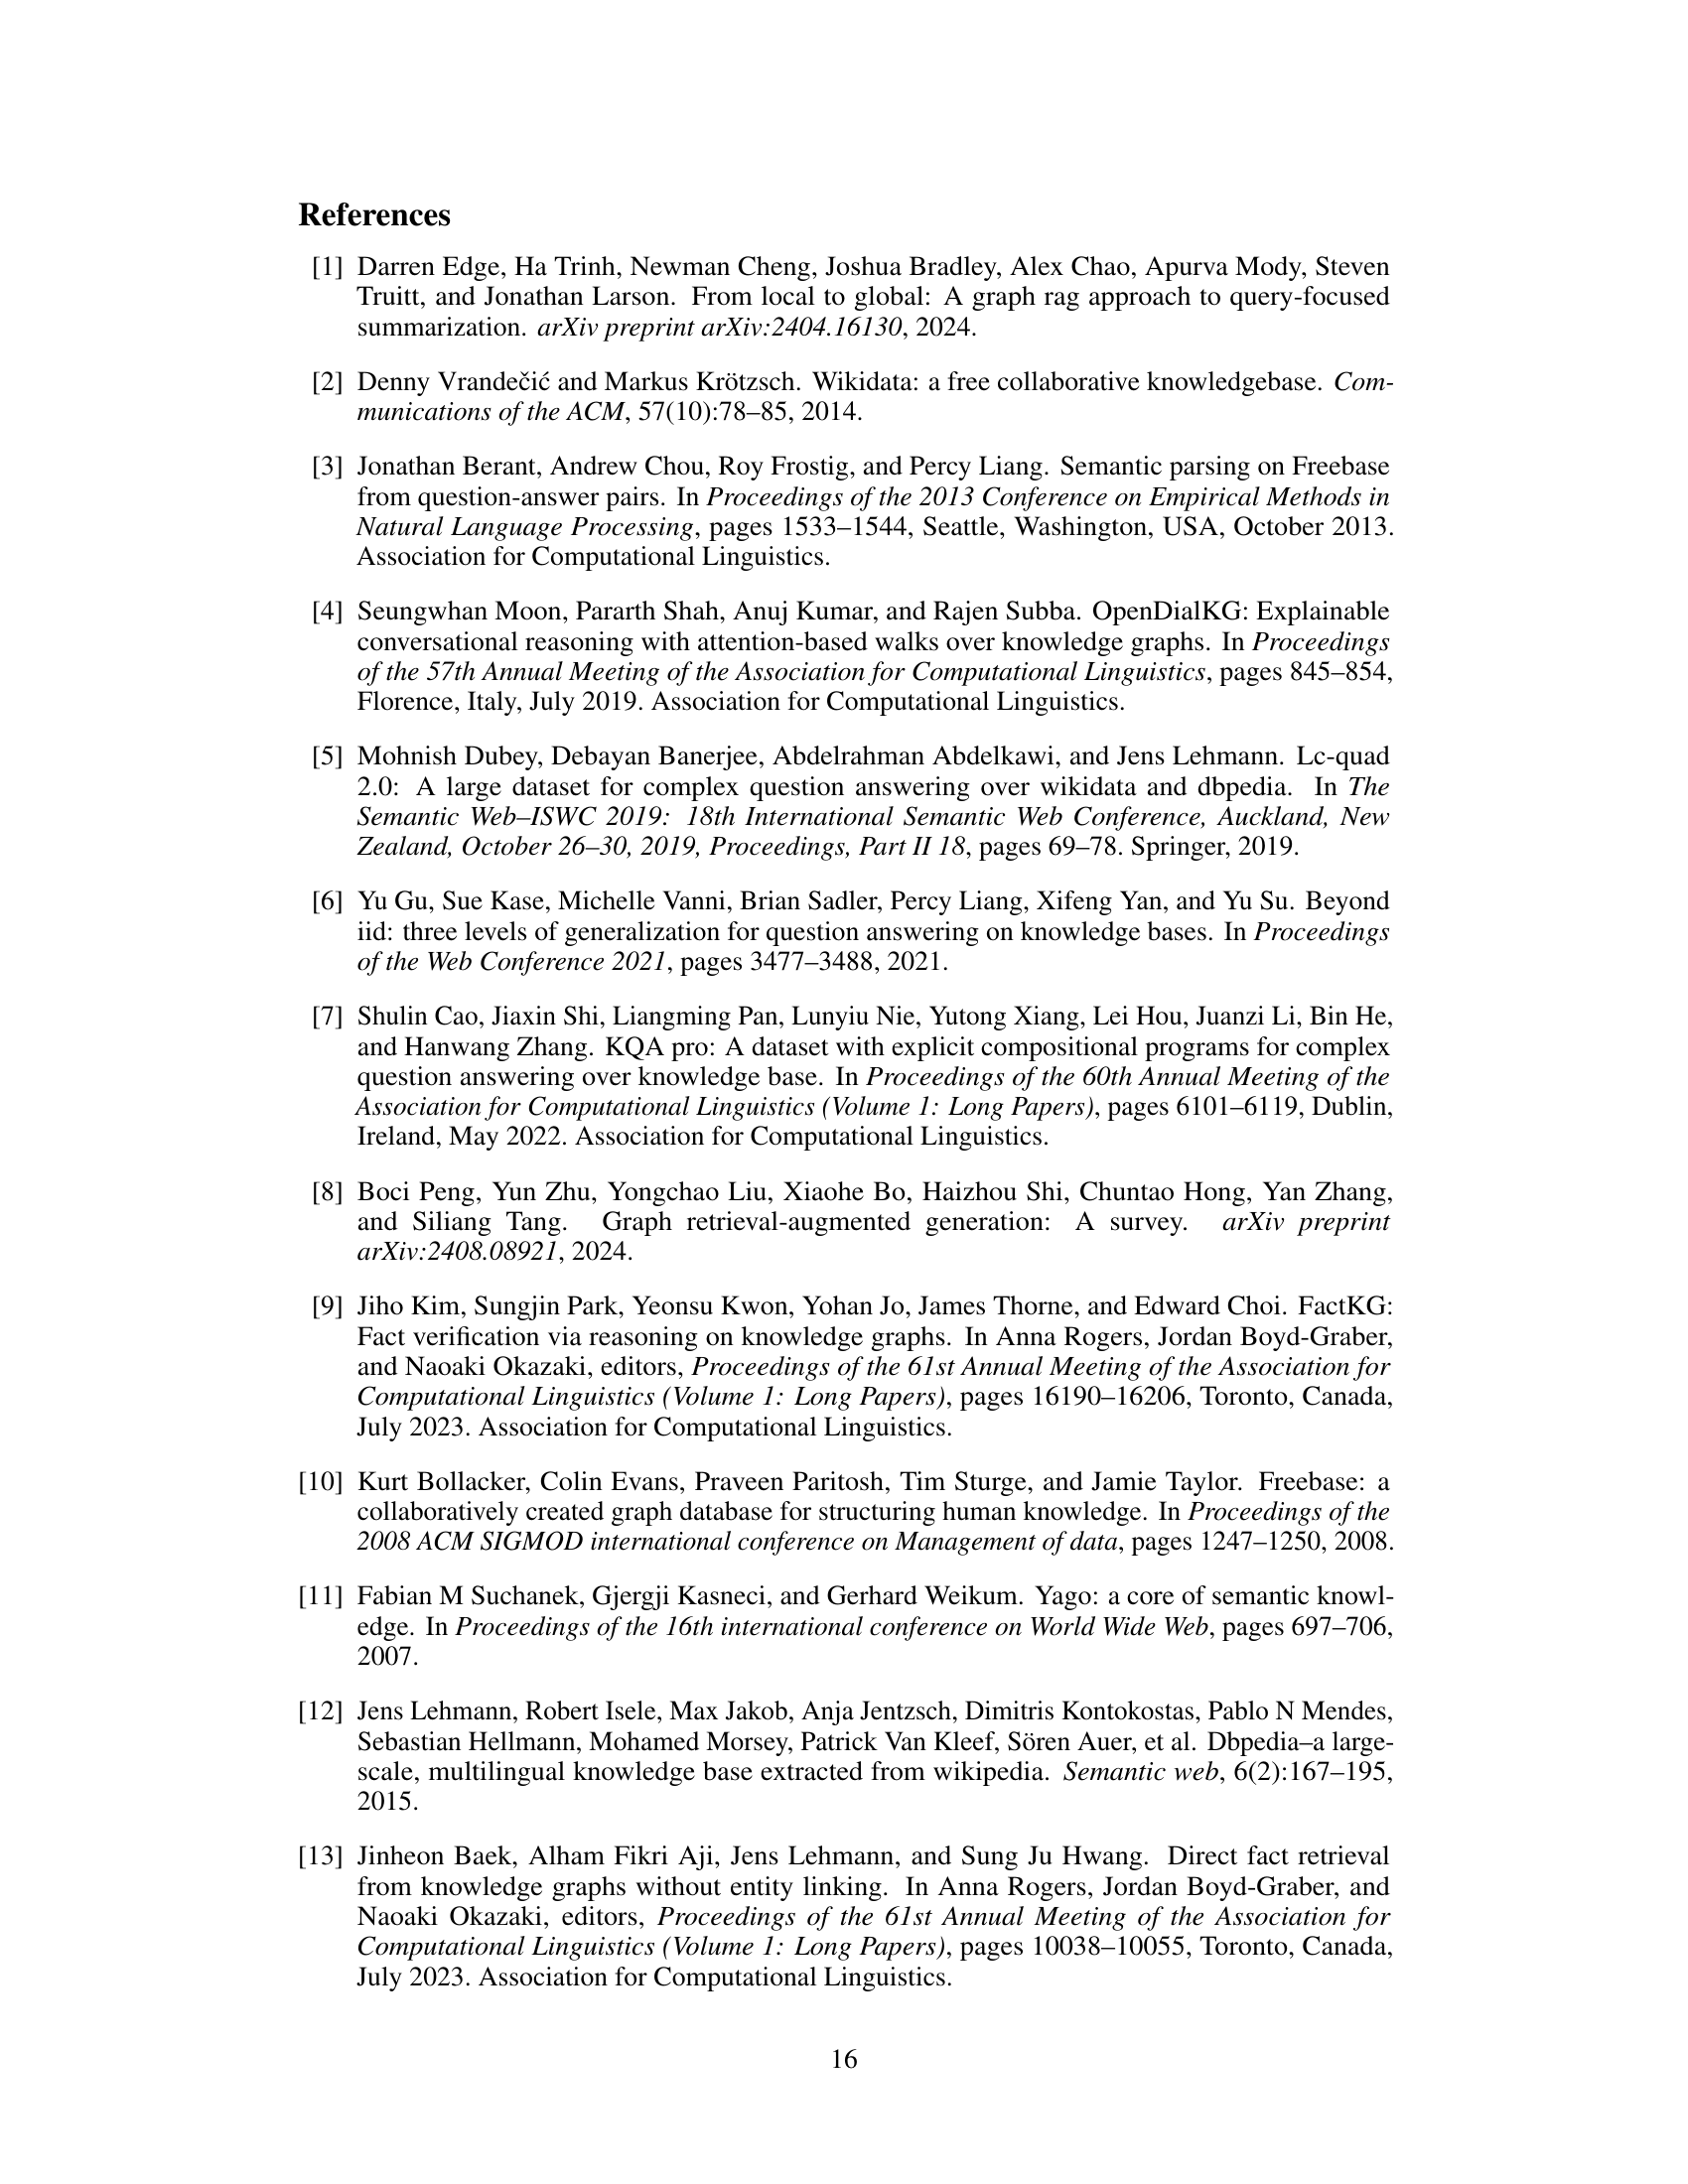 References
[1] Darren Edge, Ha Trinh, Newman Cheng, Joshua Bradley, Alex Chao, Apurva Mody, Steven
Truitt, and Jonathan Larson. From local to global: A graph rag approach to query-focused
summarization. arXiv preprint arXiv:2404.16130, 2024.
[2] Denny Vrandečić and Markus Krötzsch. Wikidata: a free collaborative knowledgebase. Com-
munications of the ACM, 57(10):78–85, 2014.
[3] Jonathan Berant, Andrew Chou, Roy Frostig, and Percy Liang. Semantic parsing on Freebase
from question-answer pairs. In Proceedings of the 2013 Conference on Empirical Methods in
Natural Language Processing, pages 1533–1544, Seattle, Washington, USA, October 2013.
Association for Computational Linguistics.
[4] Seungwhan Moon, Pararth Shah, Anuj Kumar, and Rajen Subba. OpenDialKG: Explainable
conversational reasoning with attention-based walks over knowledge graphs. In Proceedings
of the 57th Annual Meeting of the Association for Computational Linguistics, pages 845–854,
Florence, Italy, July 2019. Association for Computational Linguistics.
[5] Mohnish Dubey, Debayan Banerjee, Abdelrahman Abdelkawi, and Jens Lehmann. Lc-quad
2.0: A large dataset for complex question answering over wikidata and dbpedia. In The
Semantic Web–ISWC 2019: 18th International Semantic Web Conference, Auckland, New
Zealand, October 26–30, 2019, Proceedings, Part II 18, pages 69–78. Springer, 2019.
[6] Yu Gu, Sue Kase, Michelle Vanni, Brian Sadler, Percy Liang, Xifeng Yan, and Yu Su. Beyond
iid: three levels of generalization for question answering on knowledge bases. In Proceedings
of the Web Conference 2021, pages 3477–3488, 2021.
[7] Shulin Cao, Jiaxin Shi, Liangming Pan, Lunyiu Nie, Yutong Xiang, Lei Hou, Juanzi Li, Bin He,
and Hanwang Zhang. KQA pro: A dataset with explicit compositional programs for complex
question answering over knowledge base. In Proceedings of the 60th Annual Meeting of the
Association for Computational Linguistics (Volume 1: Long Papers), pages 6101–6119, Dublin,
Ireland, May 2022. Association for Computational Linguistics.
[8] Boci Peng, Yun Zhu, Yongchao Liu, Xiaohe Bo, Haizhou Shi, Chuntao Hong, Yan Zhang,
and Siliang Tang. Graph retrieval-augmented generation: A survey. arXiv preprint
arXiv:2408.08921, 2024.
[9] Jiho Kim, Sungjin Park, Yeonsu Kwon, Yohan Jo, James Thorne, and Edward Choi. FactKG:
Fact verification via reasoning on knowledge graphs. In Anna Rogers, Jordan Boyd-Graber,
and Naoaki Okazaki, editors, Proceedings of the 61st Annual Meeting of the Association for
Computational Linguistics (Volume 1: Long Papers), pages 16190–16206, Toronto, Canada,
July 2023. Association for Computational Linguistics.
[10] Kurt Bollacker, Colin Evans, Praveen Paritosh, Tim Sturge, and Jamie Taylor. Freebase: a
collaboratively created graph database for structuring human knowledge. In Proceedings of the
2008 ACM SIGMOD international conference on Management of data, pages 1247–1250, 2008.
[11] Fabian M Suchanek, Gjergji Kasneci, and Gerhard Weikum. Yago: a core of semantic knowl-
edge. In Proceedings of the 16th international conference on World Wide Web, pages 697–706,
2007.
[12] Jens Lehmann, Robert Isele, Max Jakob, Anja Jentzsch, Dimitris Kontokostas, Pablo N Mendes,
Sebastian Hellmann, Mohamed Morsey, Patrick Van Kleef, Sören Auer, et al. Dbpedia–a large-
scale, multilingual knowledge base extracted from wikipedia. Semantic web, 6(2):167–195,
2015.
[13] Jinheon Baek, Alham Fikri Aji, Jens Lehmann, and Sung Ju Hwang. Direct fact retrieval
from knowledge graphs without entity linking. In Anna Rogers, Jordan Boyd-Graber, and
Naoaki Okazaki, editors, Proceedings of the 61st Annual Meeting of the Association for
Computational Linguistics (Volume 1: Long Papers), pages 10038–10055, Toronto, Canada,
July 2023. Association for Computational Linguistics.
16